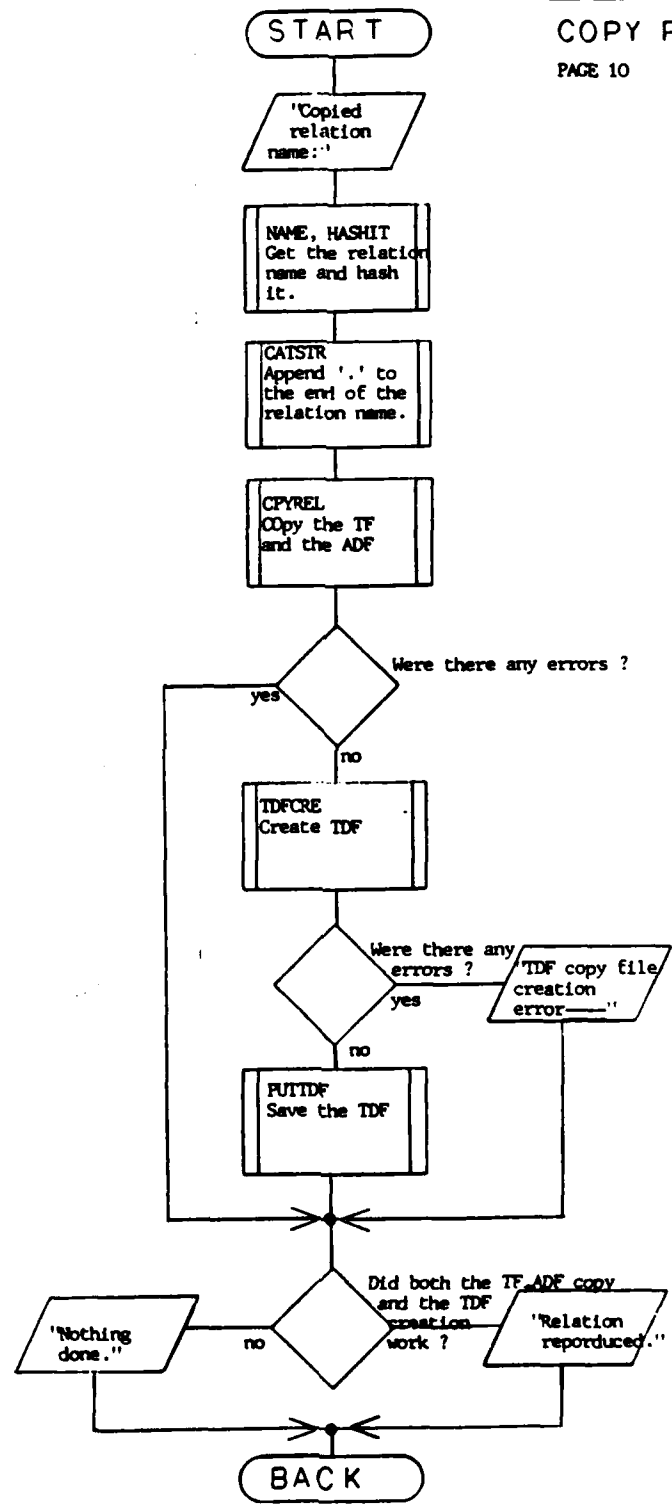 START
COPY
PAGE 10
"Copied
relation
name:"
NAME, HASHIT
Get the relation
name and hash
it.
CATSTR
Append '.' to
the end of the
relation name.
CPYREL
COpy the TF
and the ADF
Were there any errors ?
yes
no
TDFCRE
Create TDF
Were there any
errors ?
yes
"TDF copy file
creation
error——"
no
PUTTDF
Save the TDF
Did both the TF ADF copy
and the TDF
creation
work ?
no
"Nothing
done."
"Relation
reporduced."
BACK